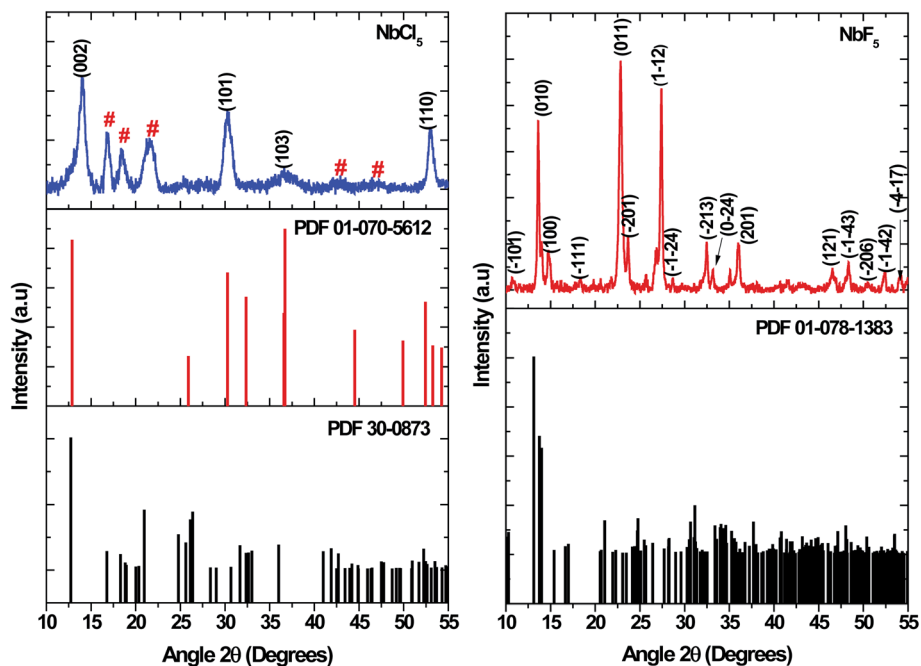 NbCl5
(002)
#
#
#
(101)
(103)
#
#
(110)
PDF 01-070-5612
PDF 30-0873
Intensity (a.u)
10 15 20 25 30 35 40 45 50 55
Angle 2θ (Degrees)
NbF5
(-101)
(010)
(100)
(-111)
(011)
(-201)
(1-12)
(-1-24)
(-213)
(0-24)
(201)
(121)
(-1-43)
(-206)
(-1-42)
(-4-17)
PDF 01-078-1383
Intensity (a.u)
10 15 20 25 30 35 40 45 50 55
Angle 2θ (Degrees)